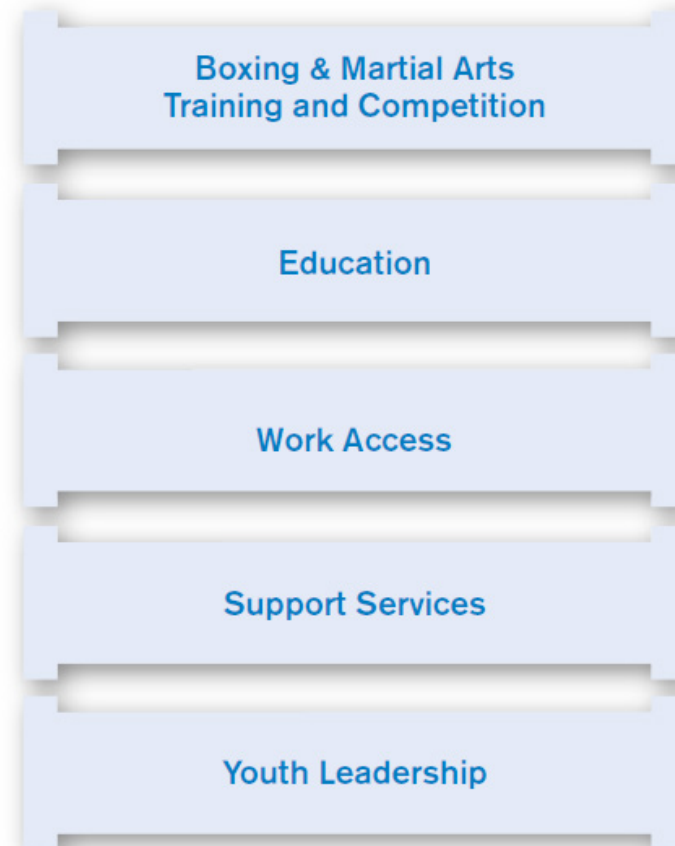 Boxing & Martial Arts
Training and Competition
Education
Work Access
Support Services
Youth Leadership